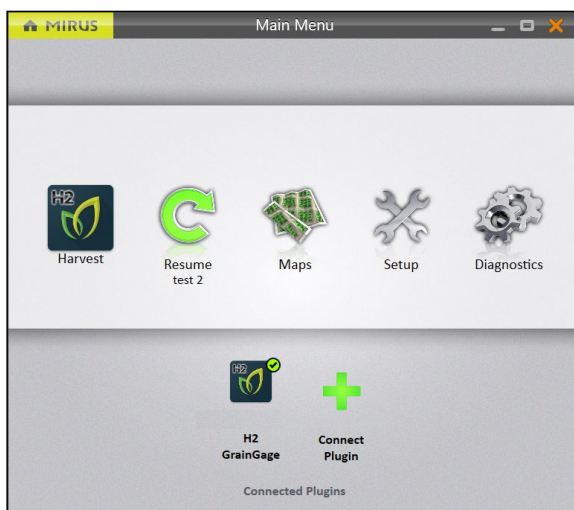 MIRUS
Main Menu
H2
Harvest
Resume
test 2
Maps
Setup
Diagnostics
H2
H2
GrainGage
Connect
Plugin
Connected Plugins